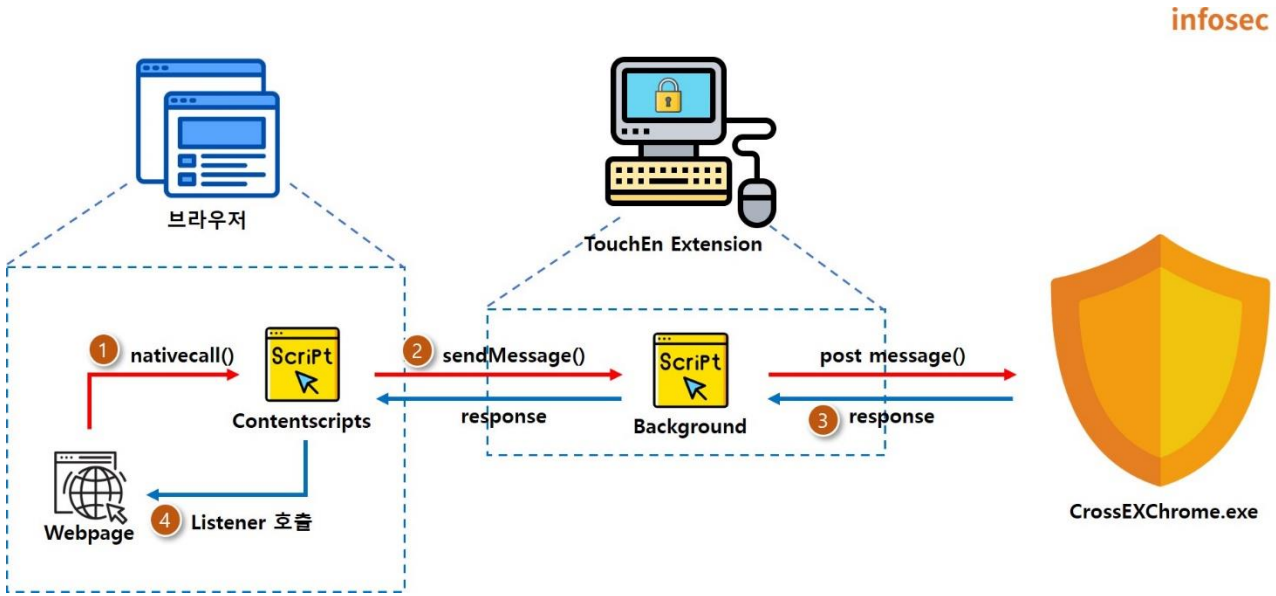 infosec
브라우저
TouchEn Extension
1 nativecall()
ScriPt
Contentscripts
2 sendMessage()
response
ScriPt
Background
post message()
3 response
Webpage
4 Listener 호출
CrossEXChrome.exe